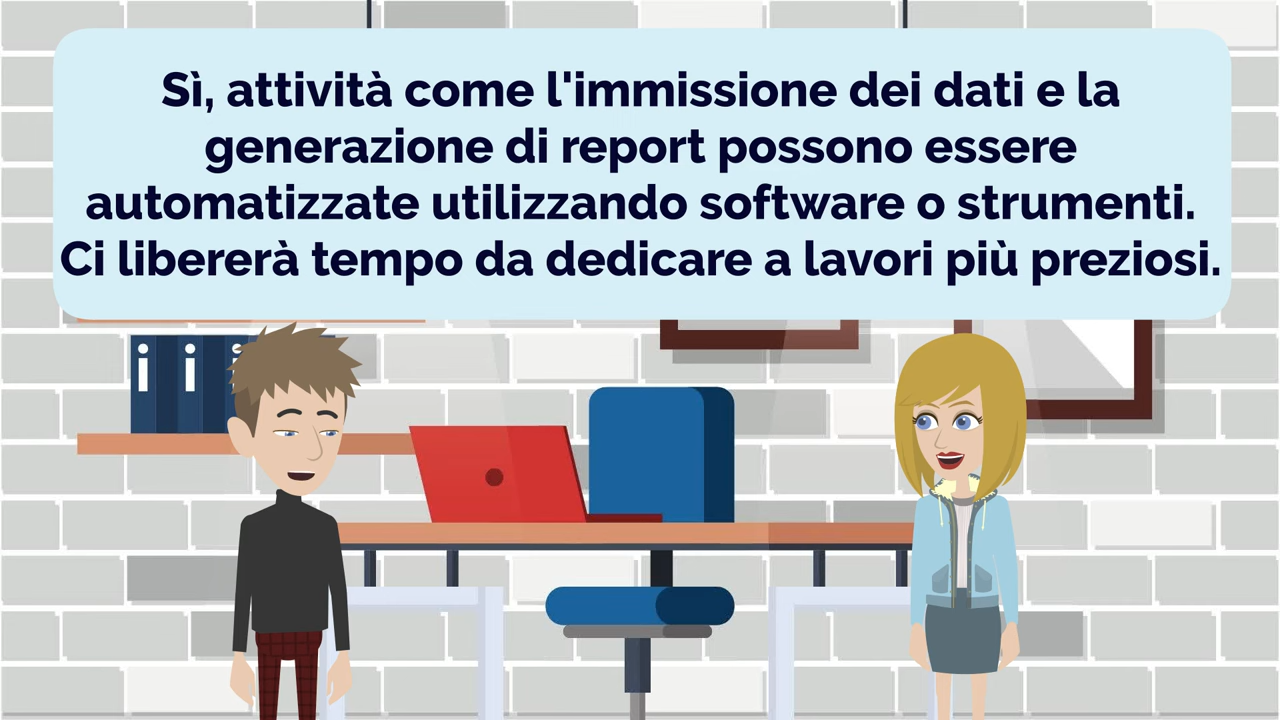 Sì, attività come l'immissione dei dati e la
generazione di report possono essere
automatizzate utilizzando software o strumenti.
Ci libererà tempo da dedicare a lavori più preziosi.